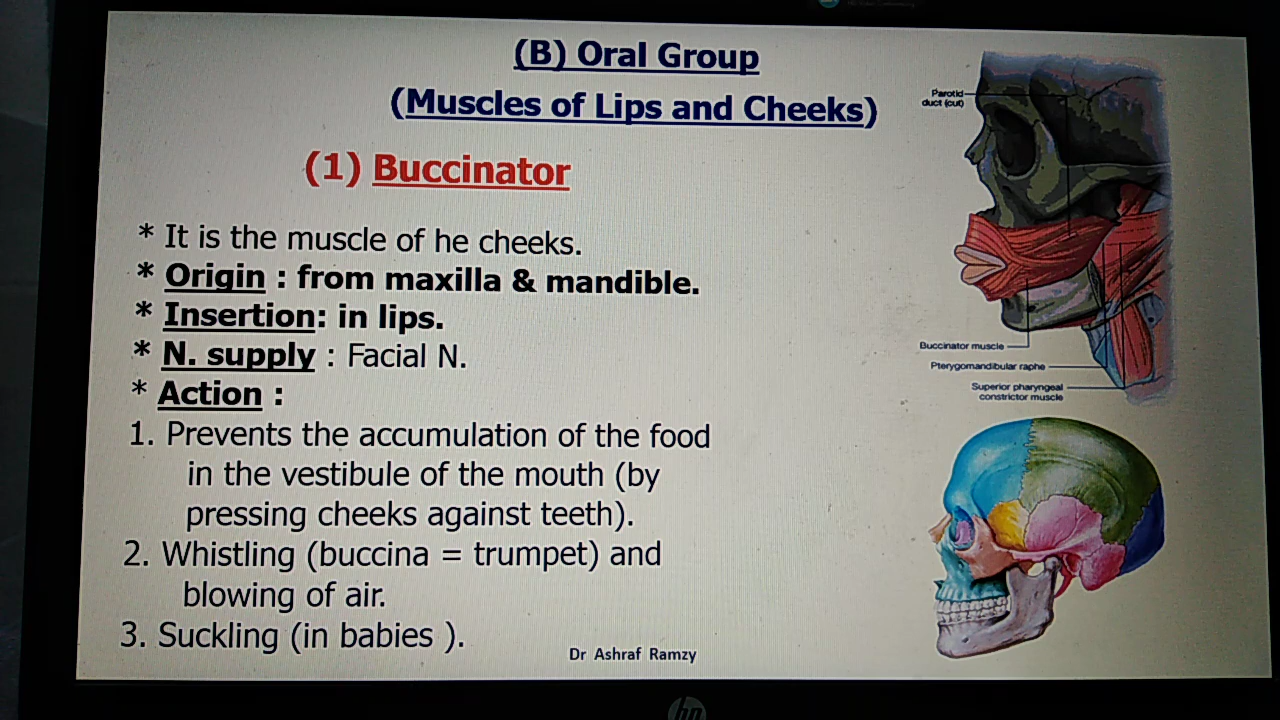 (B) Oral Group
(Muscles of Lips and Cheeks)
(1) Buccinator
* It is the muscle of he cheeks.
* Origin : from maxilla & mandible.
* Insertion: in lips.
* N. supply : Facial N.
* Action :
1. Prevents the accumulation of the food
in the vestibule of the mouth (by
pressing cheeks against teeth).
2. Whistling (buccina = trumpet) and
blowing of air.
3. Suckling (in babies ).
Dr Ashraf Ramzy
Parotid
duct (cut)
Buccinator muscle
Pterygomandibular raphe
Superior pharyngeal
constrictor muscle
hp